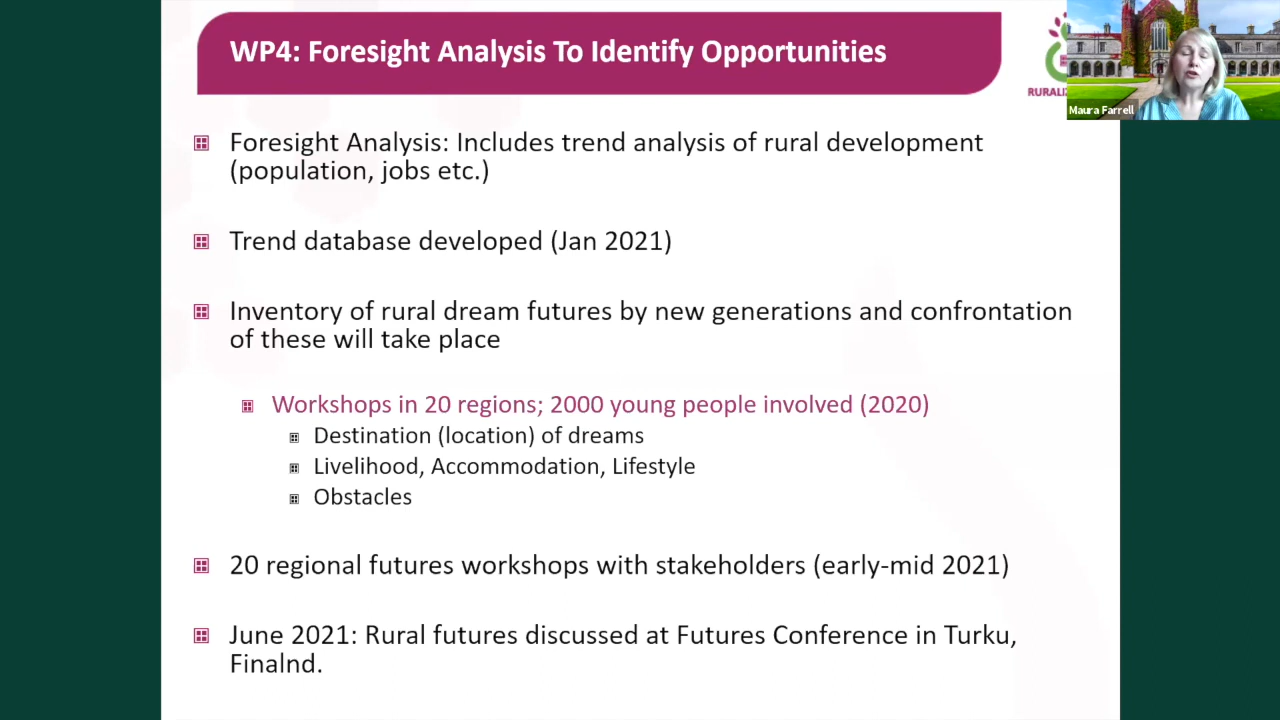 WP4: Foresight Analysis To Identify Opportunities
RURALIZ
Maura Farrell
Foresight Analysis: Includes trend analysis of rural development
(population, jobs etc.)
Trend database developed (Jan 2021)
Inventory of rural dream futures by new generations and confrontation
of these will take place
Workshops in 20 regions; 2000 young people involved (2020)
Destination (location) of dreams
Livelihood, Accommodation, Lifestyle
Obstacles
20 regional futures workshops with stakeholders (early-mid 2021)
June 2021: Rural futures discussed at Futures Conference in Turku,
Finalnd.